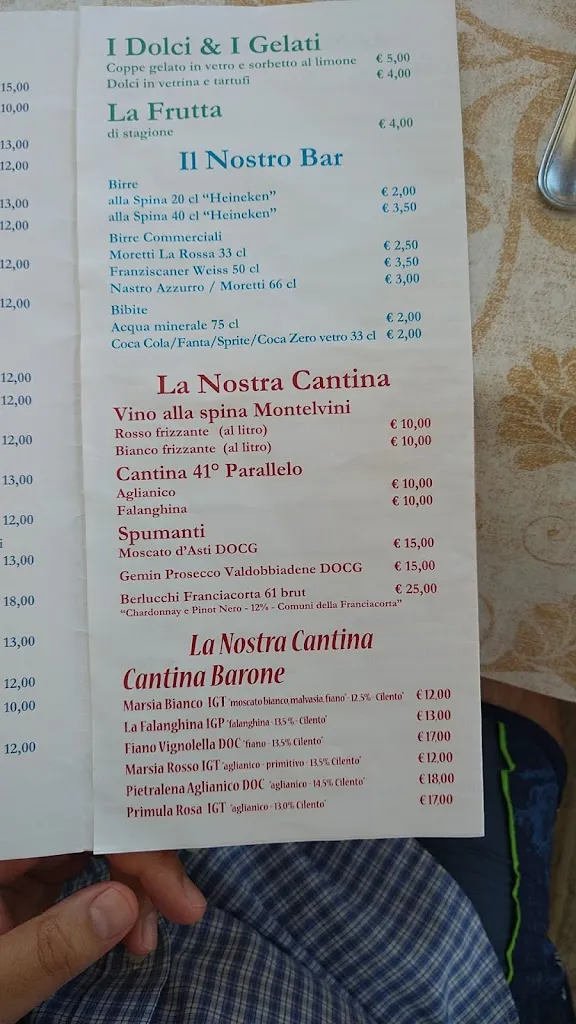 15,00
10,00
13,00
12,00
13,00
12,00
12,00
12,00
12,00
12,00
12,00
13,00
12,00
i
13,00
18,00
13,00
12,00
10,00
12,00
I Dolci & I Gelati
Coppe gelato in vetro e sorbetto al limone € 5,00
Dolci in vetrina e tartufi € 4,00
La Frutta
di stagione € 4,00
Il Nostro Bar
Birre
alla Spina 20 cl “Heineken” € 2,00
alla Spina 40 cl “Heineken” € 3,50
Birre Commerciali
Moretti La Rossa 33 cl € 2,50
Franziscaner Weiss 50 cl € 3,50
Nastro Azzurro / Moretti 66 cl € 3,00
Bibite
Acqua minerale 75 cl € 2,00
Coca Cola/Fanta/Sprite/Coca Zero vetro 33 cl € 2,00
La Nostra Cantina
Vino alla spina Montelvini
Rosso frizzante (al litro) € 10,00
Bianco frizzante (al litro) € 10,00
Cantina 41° Parallelo
Aglianico € 10,00
Falanghina € 10,00
Spumanti
Moscato d'Asti DOCG € 15,00
Gemin Prosecco Valdobbiadene DOCG € 15,00
Berlucchi Franciacorta 61 brut € 25,00
“Chardonnay e Pinot Nero - 12% - Comuni della Franciacorta”
La Nostra Cantina
Cantina Barone
Marsia Bianco IGT "moscato bianco, malvasia, fiano" - 12.5% - Cilento" € 12.00
La Falanghina IGP "falanghina - 13.5 % - Cilento" € 13,00
Fiano Vignolella DOC "fiano - 13.5% Cilento" € 17,00
Marsia Rosso IGT "aglianico - primitivo - 13.5% Cilento" € 12,00
Pietralena Aglianico DOC "aglianico - 14.5% Cilento" € 18,00
Primula Rosa IGT "aglianico - 13.0% Cilento" € 17,00